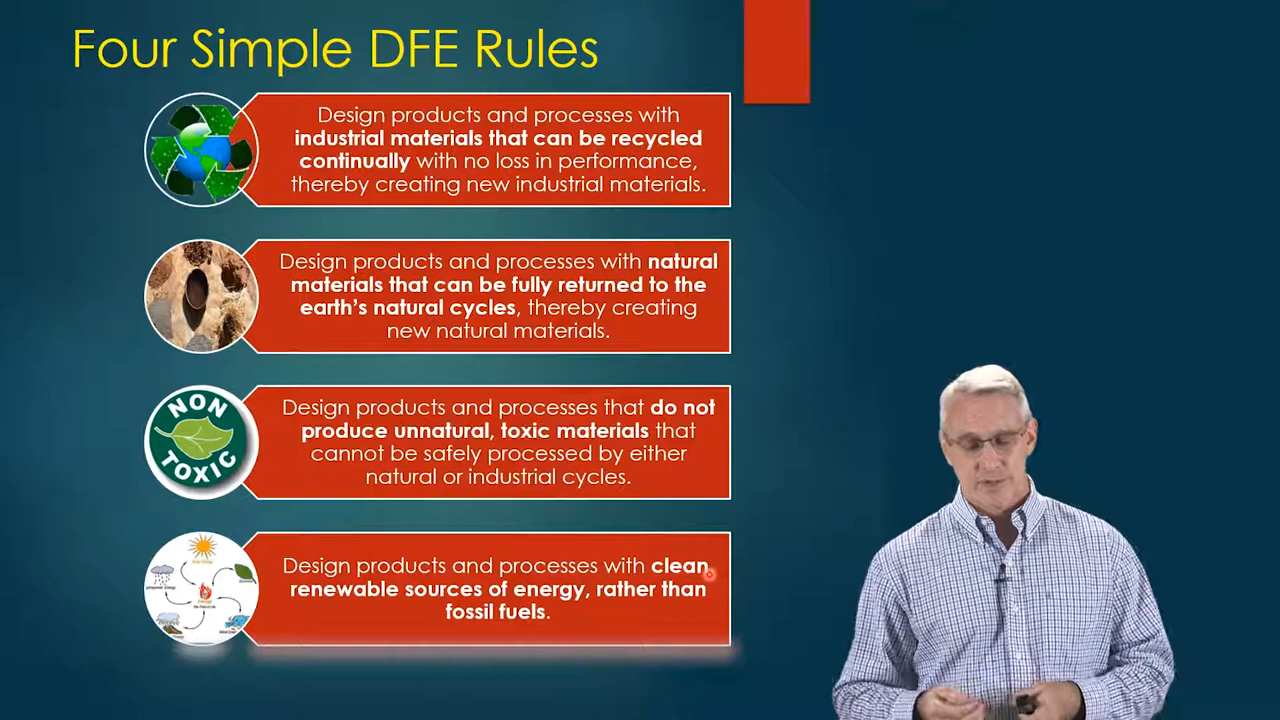 Four Simple DFE Rules
Design products and processes with
industrial materials that can be recycled
continually with no loss in performance,
thereby creating new industrial materials.
Design products and processes with natural
materials that can be fully returned to the
earth's natural cycles, thereby creating
new natural materials.
NON
TOXIC
Design products and processes that do not
produce unnatural, toxic materials that
cannot be safely processed by either
natural or industrial cycles.
Design products and processes with clean
renewable sources of energy, rather than
fossil fuels.